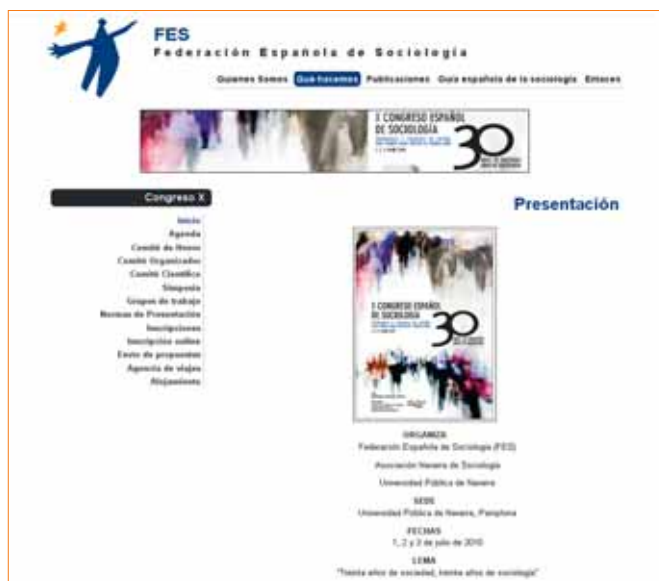 FES
Federación Española de Sociología
Quienes Somos Qué hacemos Publicaciones Guía española de la sociología Enlaces
X CONGRESO ESPAÑOL
DE SOCIOLOGÍA
30
Congreso X
Presentación
Inicio
Agenda
Comité de Honor
Comité Organizador
Comité Científico
Simposio
Grupos de trabajo
Normas de Presentación
Inscripciones
Inscripción online
Envío de propuestas
Agencia de viajes
Alojamiento
X CONGRESO ESPAÑOL
DE SOCIOLOGÍA
30
ORGANIZA
Federación Española de Sociología (FES)
Asociación Navarra de Sociología
Universidad Pública de Navarra
SEDE
Universidad Pública de Navarra, Pamplona
FECHAS
1, 2 y 3 de julio de 2010
LEMA
"Treinta años de sociedad, treinta años de sociología"